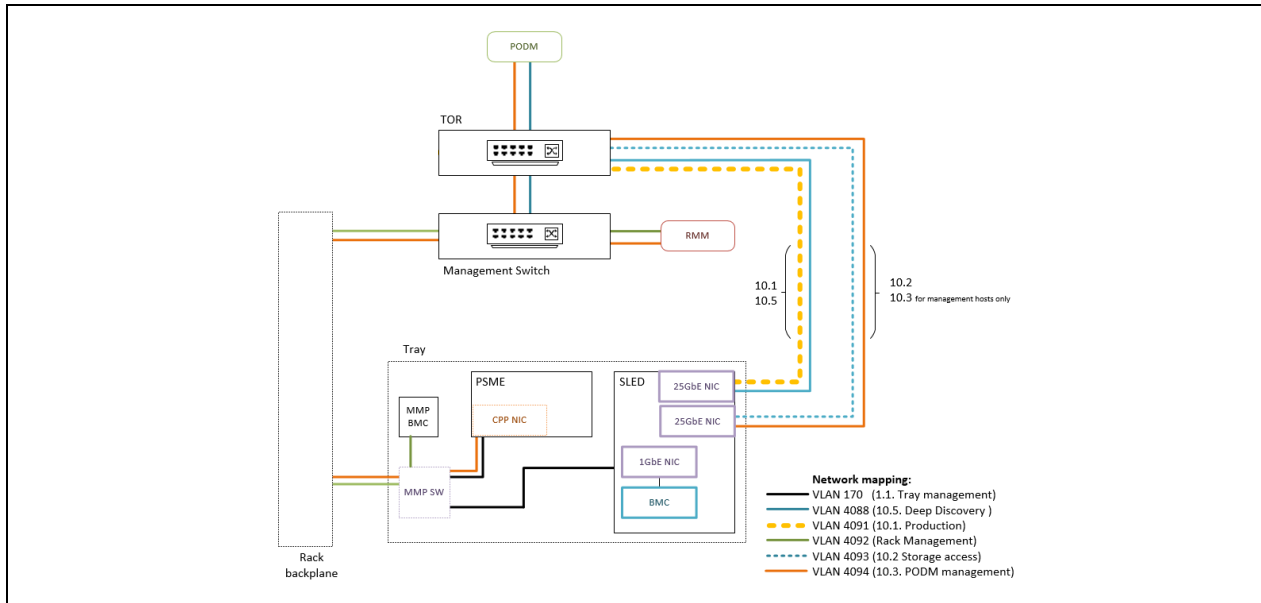 PODM
TOR
RMM
Management Switch
10.1
10.5
10.2
10.3 for management hosts only
Tray
PSME
SLED
25GbE NIC
MMP
BMC
CPP NIC
25GbE NIC
1GbE NIC
MMP SW
BMC
Rack
backplane
Network mapping:
VLAN 170 (1.1. Tray management)
VLAN 4088 (10.5. Deep Discovery )
VLAN 4091 (10.1. Production)
VLAN 4092 (Rack Management)
VLAN 4093 (10.2 Storage access)
VLAN 4094 (10.3. PODM management)